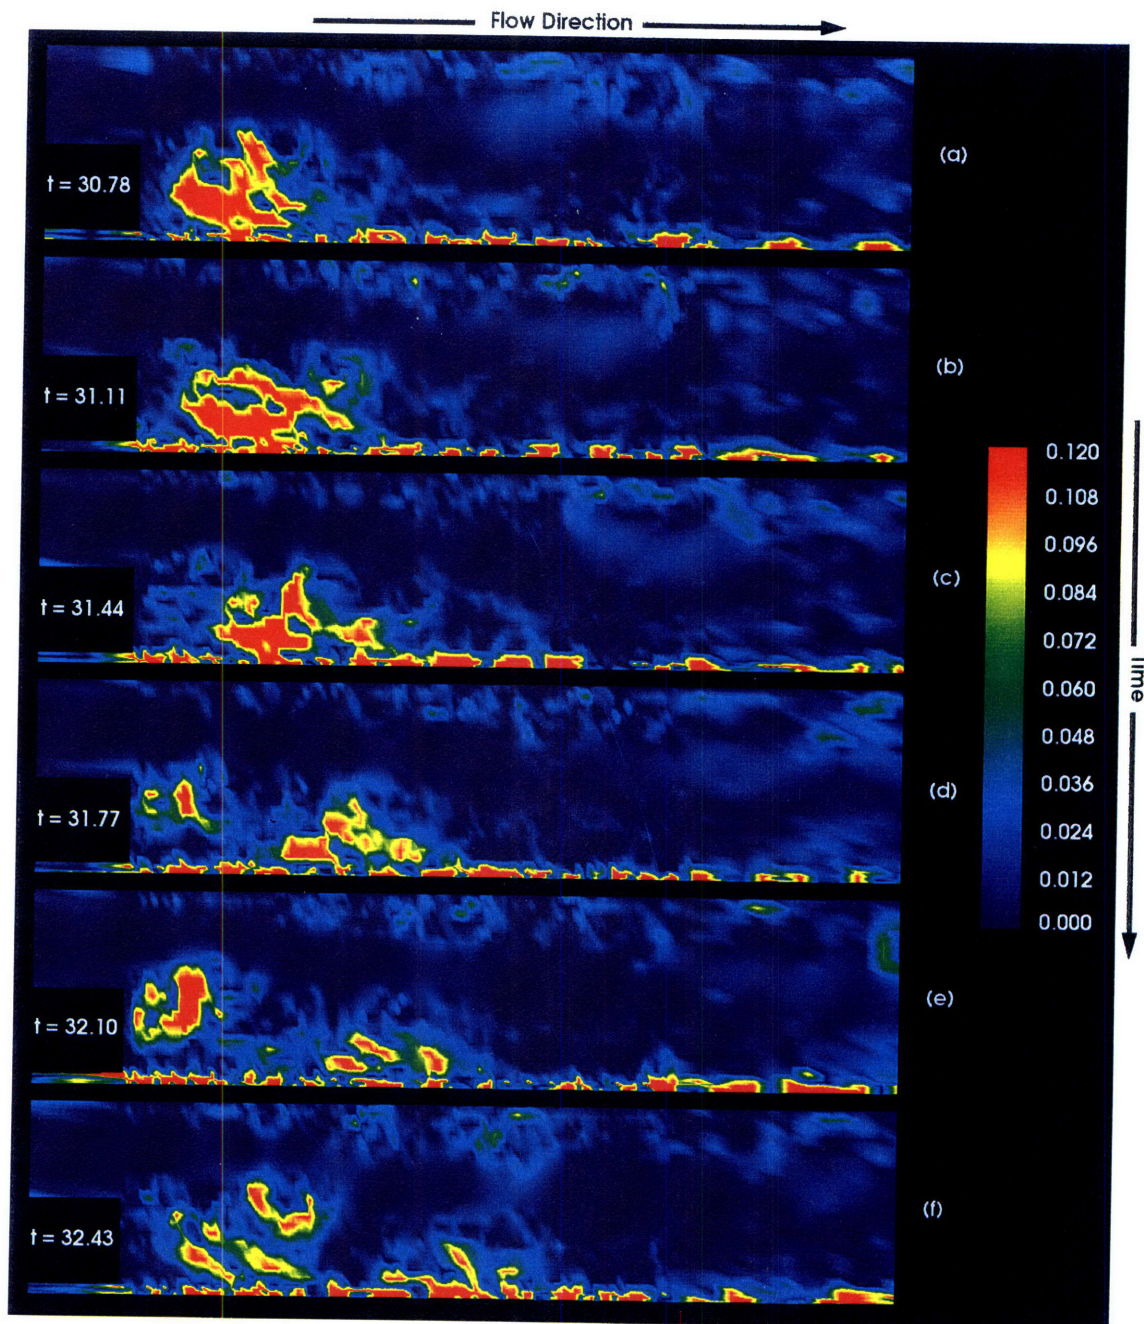 Flow Direction
t = 30.78
(a)
t = 31.11
(b)
t = 31.44
(c)
t = 31.77
(d)
t = 32.10
(e)
t = 32.43
(f)
0.120
0.108
0.096
0.084
0.072
0.060
0.048
0.036
0.024
0.012
0.000
Time